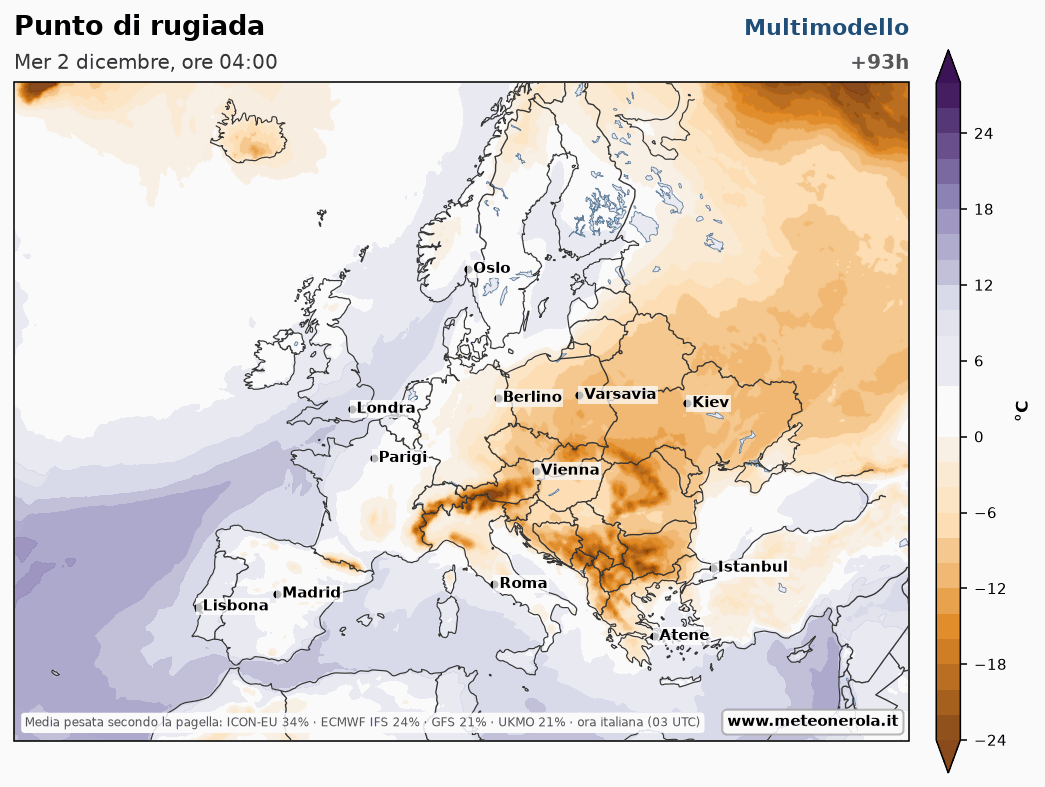 Punto di rugiada
Multimodello
Mer 2 dicembre, ore 04:00
+93h
24
18
12
6
0
−6
−12
−18
−24
°C
Oslo
Berlino
Varsavia
Kiev
Londra
Parigi
Vienna
Istanbul
Roma
Madrid
Lisbona
Atene
Media pesata secondo la pagella: ICON-EU 34% · ECMWF IFS 24% · GFS 21% · UKMO 21% · ora italiana (03 UTC)
www.meteonerola.it